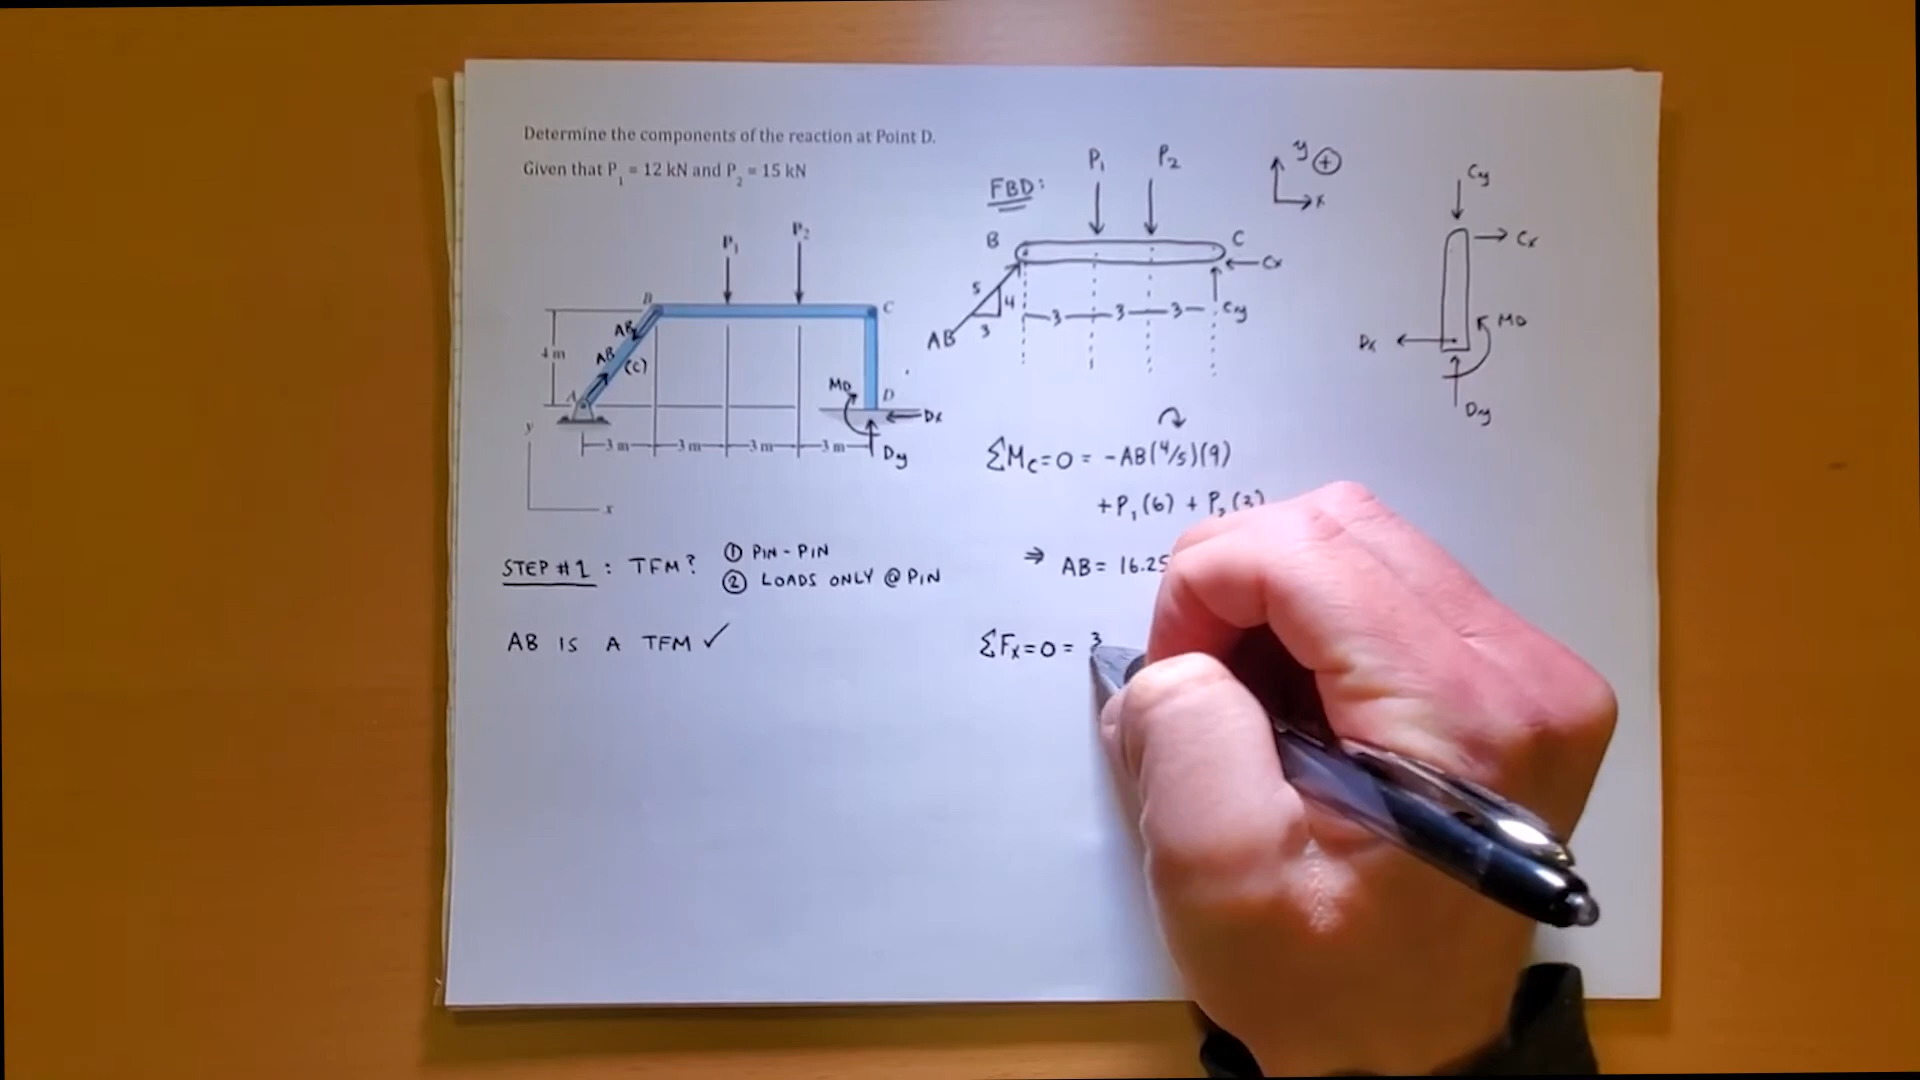 Determine the components of the reaction at Point D.
Given that P1 = 12 kN and P2 = 15 kN
P1
P2
B
C
AB
AB
(C)
4 m
A
MD
D
Dx
Dy
y
3 m 3 m 3 m 3 m
x
STEP #1 : TFM? ① PIN - PIN
② LOADS ONLY @ PIN
AB IS A TFM ✓
FBD:
P1 P2
y +
x
B
C
Cx
5
4
3
AB
3 3 3
Cy
Cy
Cx
MD
Dx
Dy
ΣMc=0 = -AB(4/5)(9)
+P1(6) + P2(3)
⇒ AB= 16.25
ΣFx=0 = 3